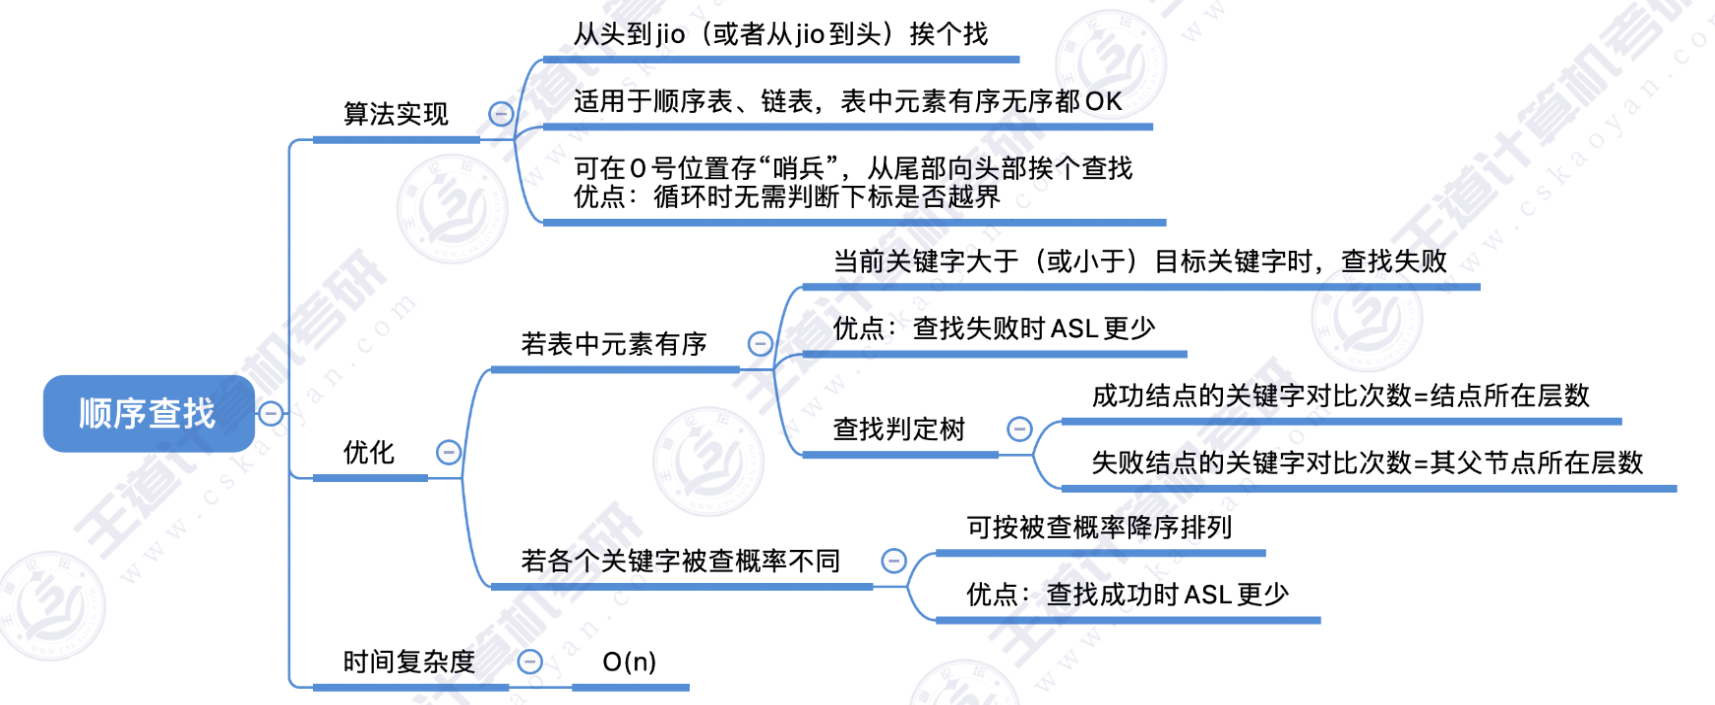 从头到jio（或者从jio到头）挨个找
适用于顺序表、链表，表中元素有序无序都OK
算法实现
可在0号位置存“哨兵”，从尾部向头部挨个查找
优点：循环时无需判断下标是否越界
当前关键字大于（或小于）目标关键字时，查找失败
优点：查找失败时ASL更少
若表中元素有序
成功结点的关键字对比次数=结点所在层数
查找判定树
失败结点的关键字对比次数=其父节点所在层数
顺序查找
优化
可按被查概率降序排列
若各个关键字被查概率不同
优点：查找成功时ASL更少
时间复杂度
O(n)
王道计算机考研
www.cskaoyan.com